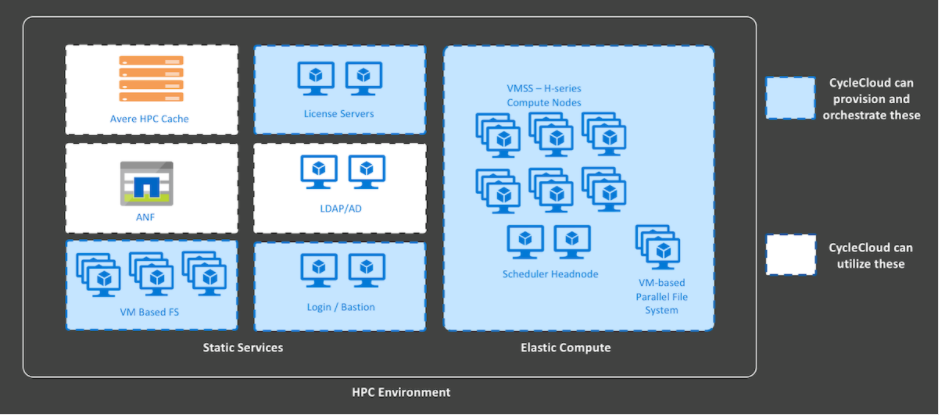 Avere HPC Cache
License Servers
VMSS – H-series
Compute Nodes
CycleCloud can
provision and
orchestrate these
ANF
LDAP/AD
VM Based FS
Login / Bastion
Scheduler Headnode
VM-based
Parallel File
System
CycleCloud can
utilize these
Static Services
Elastic Compute
HPC Environment